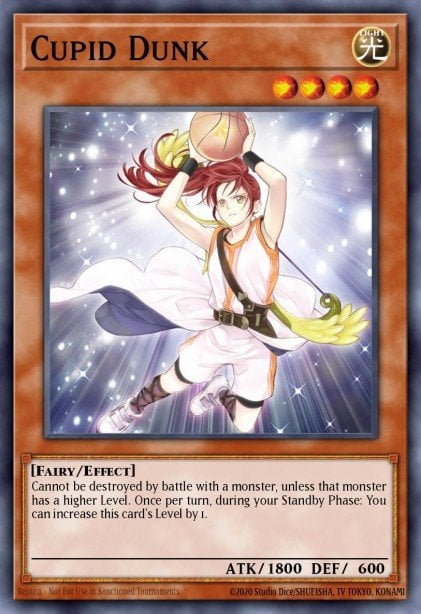 Cupid Dunk
LIGHT
光
[Fairy/Effect]
Cannot be destroyed by battle with a monster, unless that monster
has a higher Level. Once per turn, during your Standby Phase: You
can increase this card's Level by 1.
ATK/1800 DEF/ 600
Replica - Not For Use in Sanctioned Tournaments
©2020 Studio Dice/SHUEISHA, TV TOKYO, KONAMI